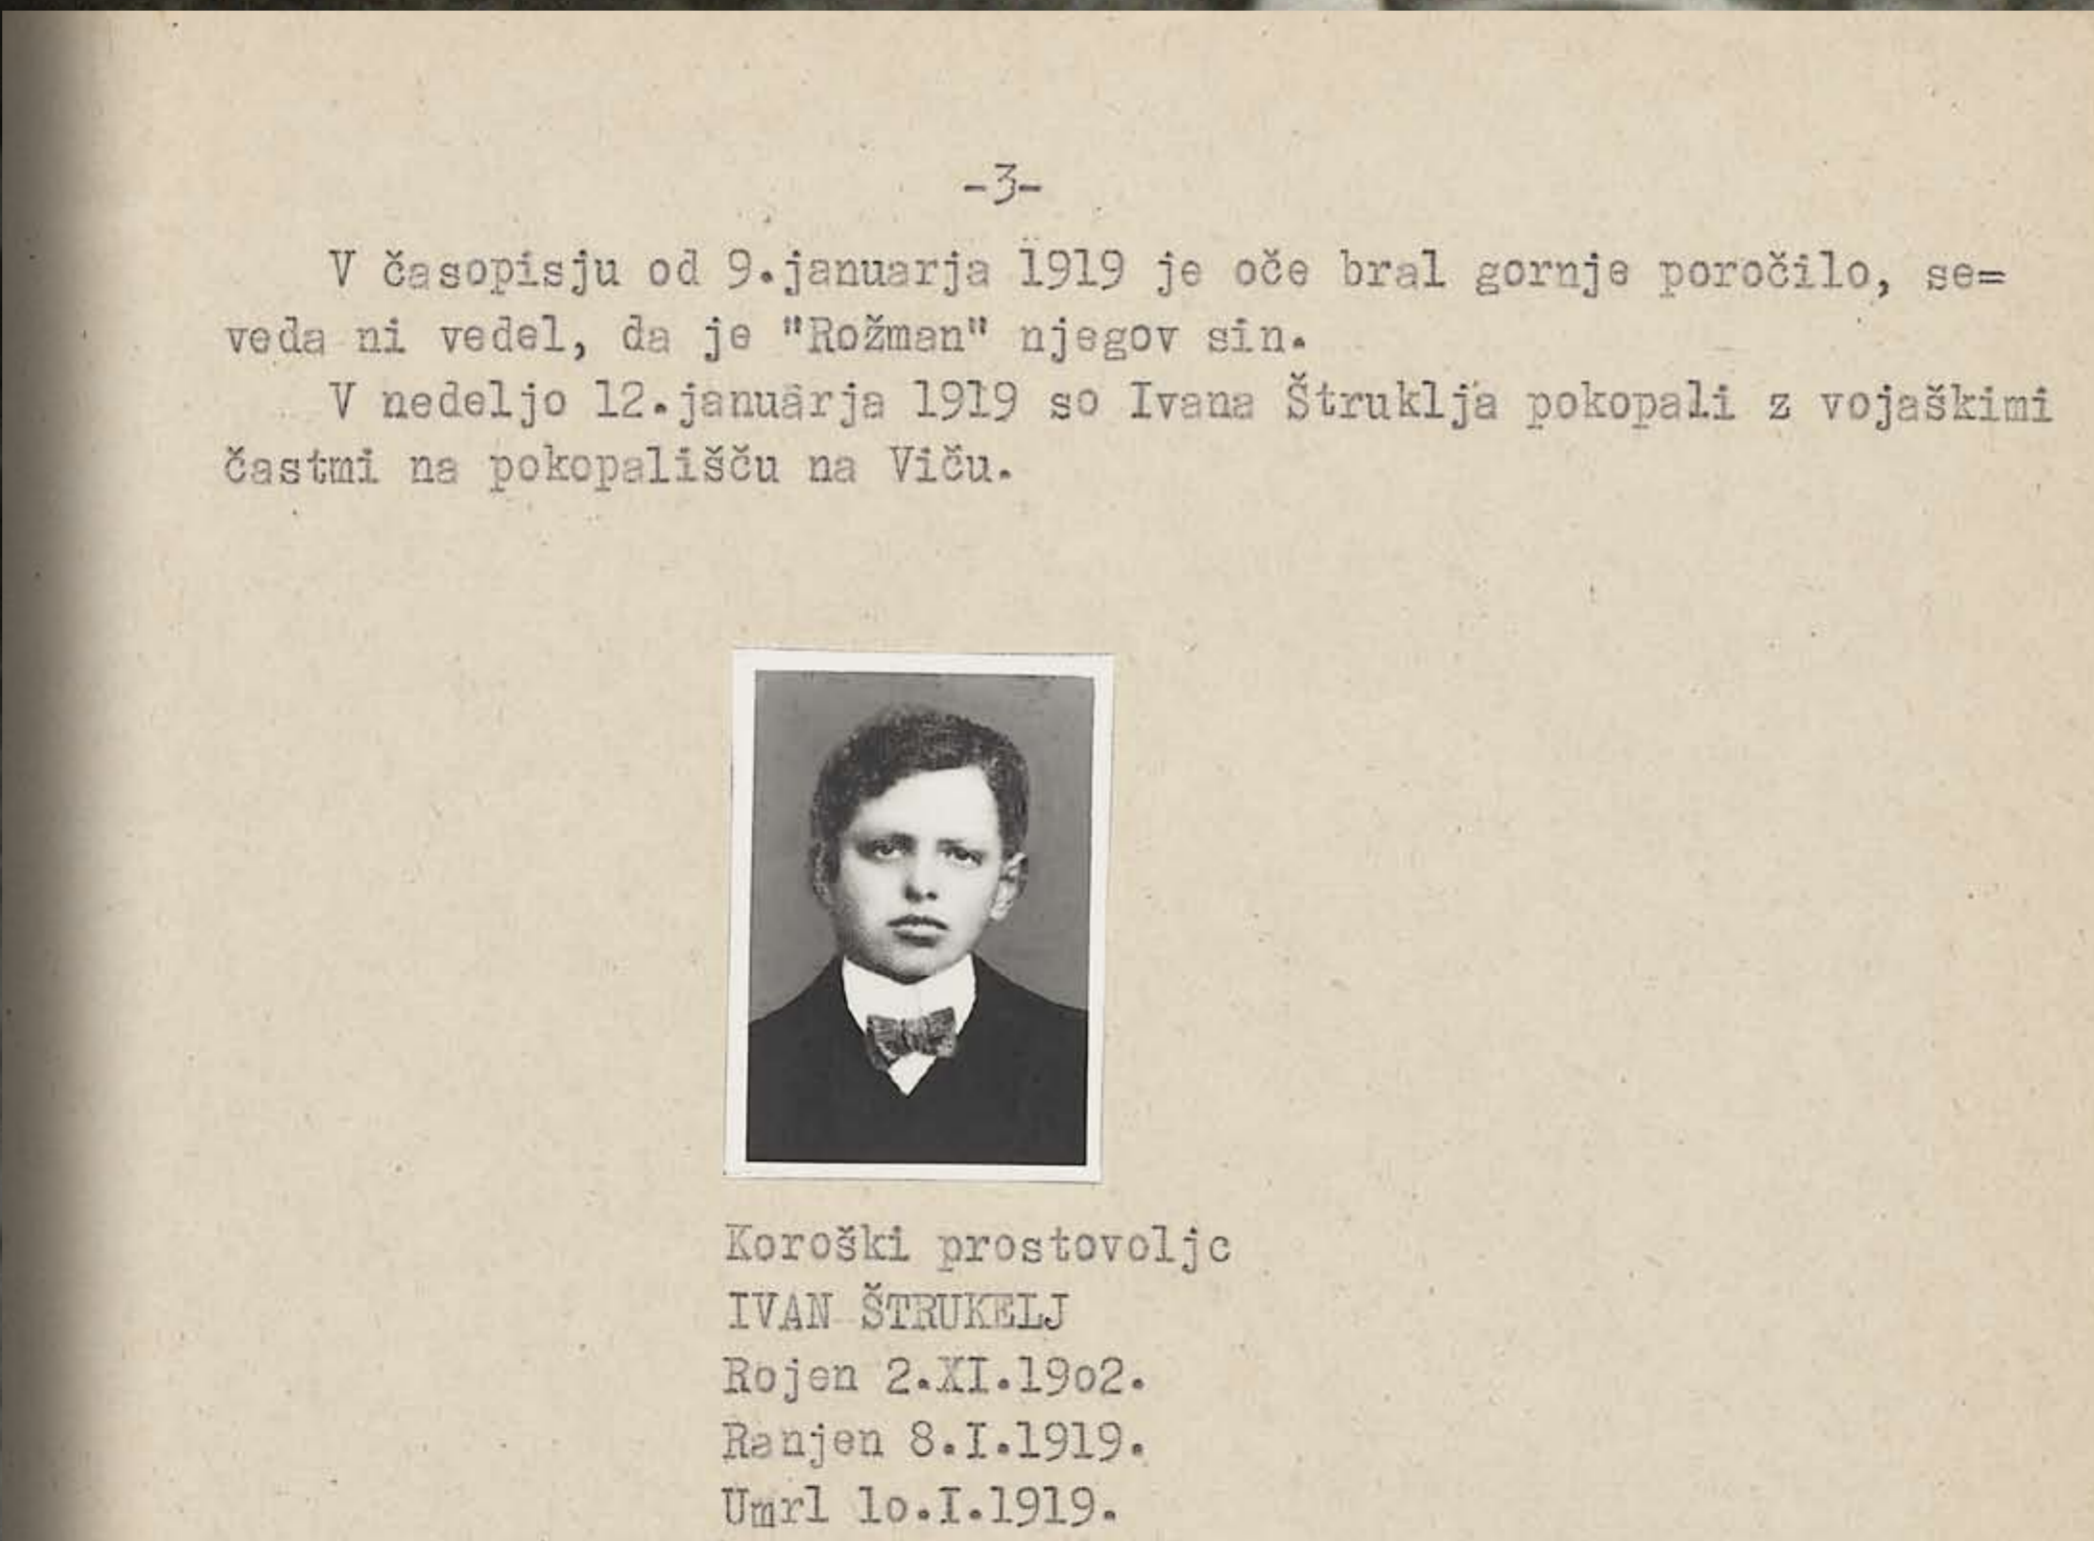 -3-
V časopisju od 9.januarja 1919 je oče bral gornje poročilo, se=
veda ni vedel, da je "Rožman" njegov sin.
V nedeljo 12.januarja 1919 so Ivana Štruklja pokopali z vojaškimi
častmi na pokopališču na Viču.
Koroški prostovoljc
IVAN ŠTRUKELJ
Rojen 2.XI.19o2.
Ranjen 8.I.1919.
Umrl lo.I.1919.